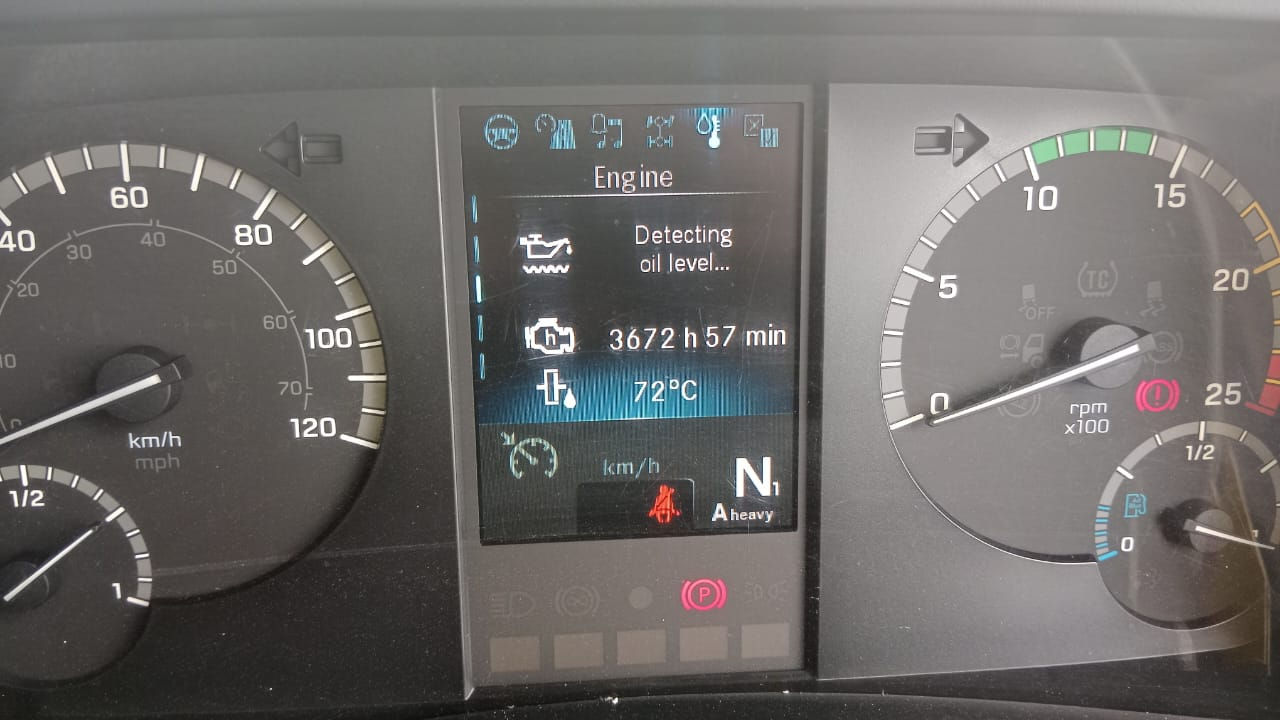 Engine
Detecting
oil level...
h
3672 h 57 min
72°C
km/h
N1
A heavy
P
40
60
80
100
120
20
30
40
50
60
70
km/h
mph
1/2
1
0
5
10
15
20
25
rpm
x100
TC
OFF
1/2
0